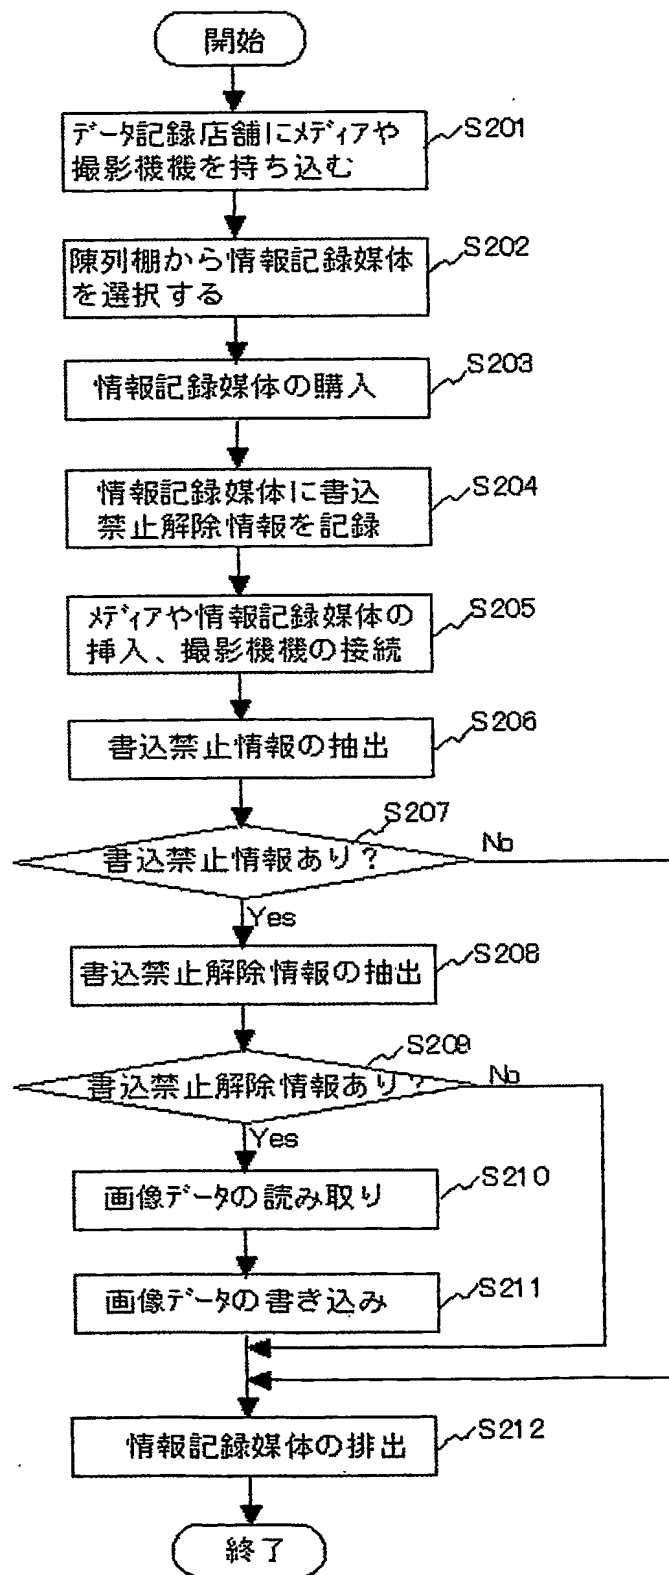 開始
データ記録店舗にメディアや
撮影機機を持ち込む
S201
陳列棚から情報記録媒体
を選択する
S202
情報記録媒体の購入
S203
情報記録媒体に書込
禁止解除情報を記録
S204
メディアや情報記録媒体の
挿入、撮影機機の接続
S205
書込禁止情報の抽出
S206
書込禁止情報あり?
S207
No
Yes
書込禁止解除情報の抽出
S208
書込禁止解除情報あり?
S209
No
Yes
画像データの読み取り
S210
画像データの書き込み
S211
情報記録媒体の排出
S212
終了